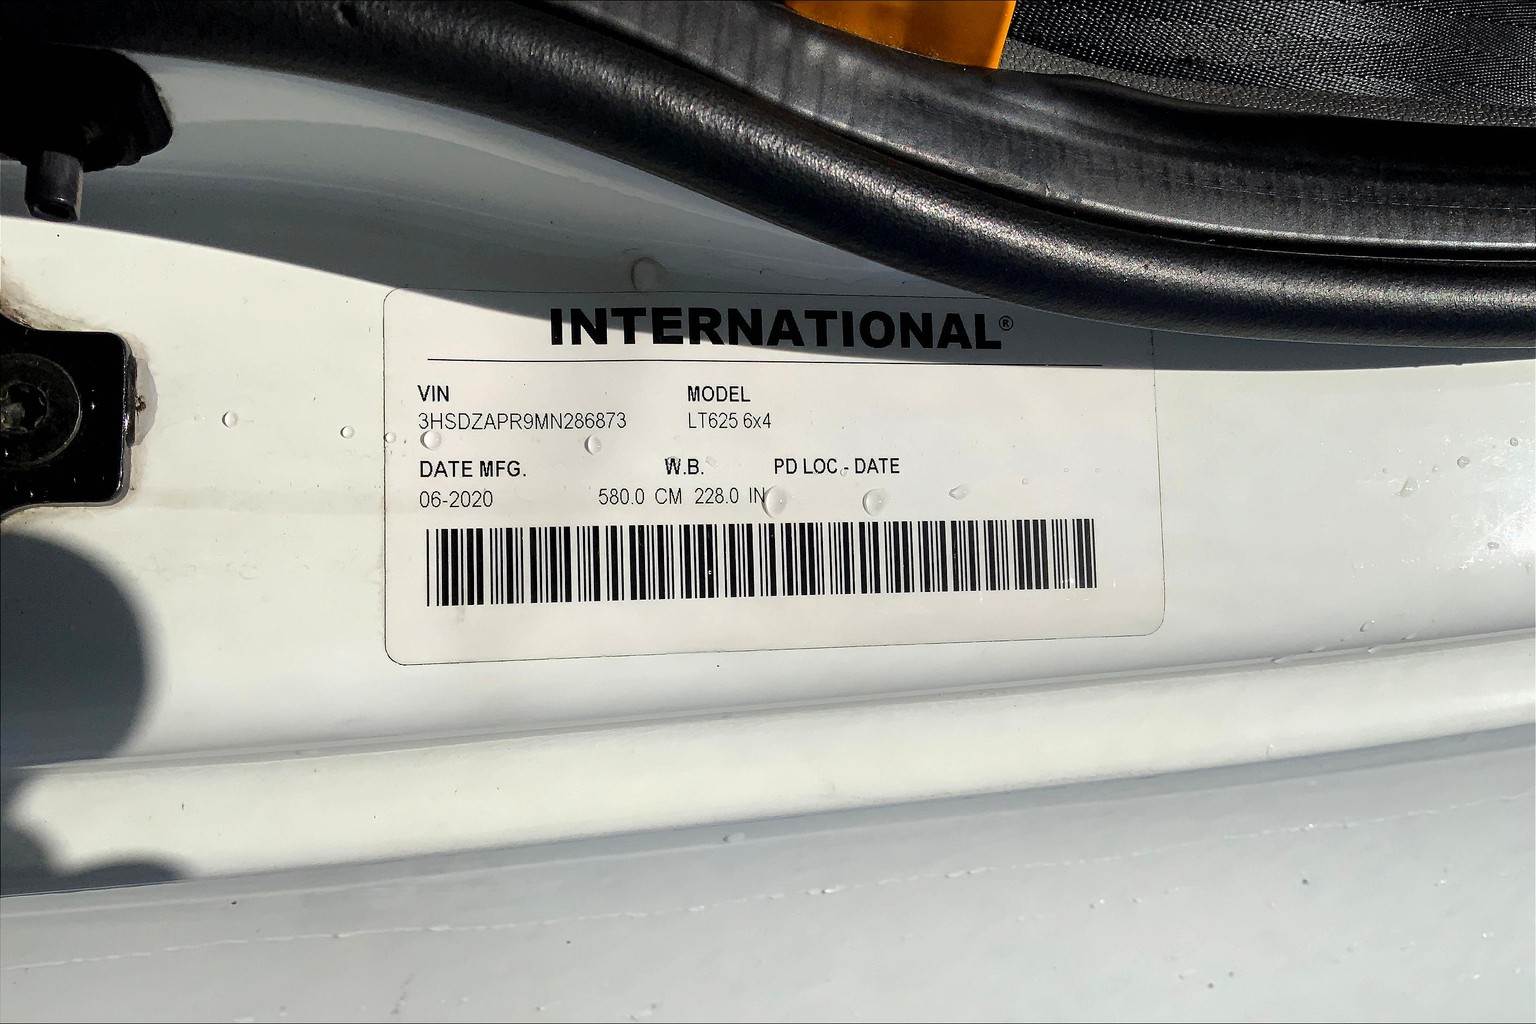 INTERNATIONAL®
VIN MODEL
3HSDZAPR9MN286873 LT625 6x4
DATE MFG. W.B. PD LOC.- DATE
06-2020 580.0 CM 228.0 IN